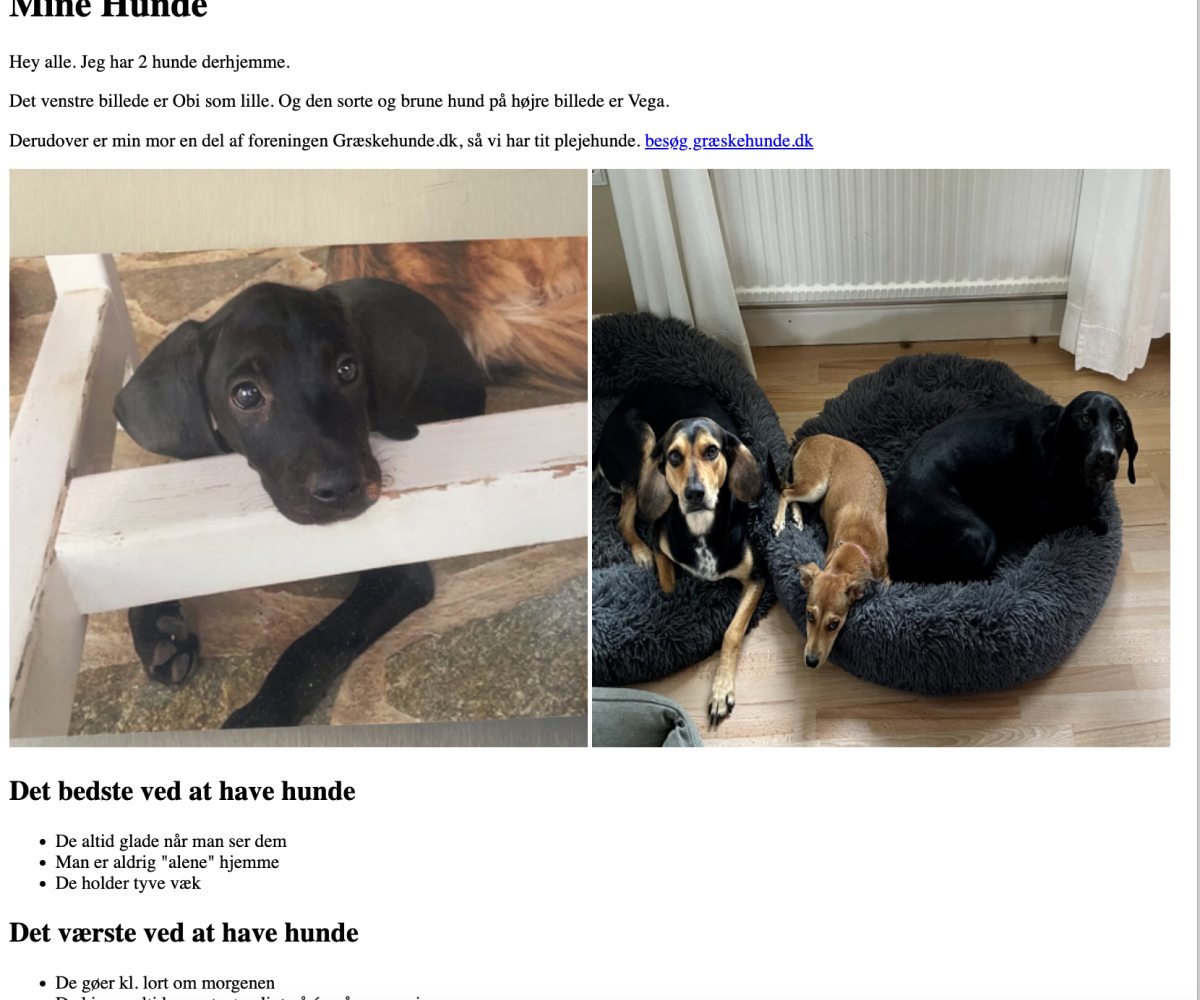 Mine Hunde
Hey alle. Jeg har 2 hunde derhjemme.
Det venstre billede er Obi som lille. Og den sorte og brune hund på højre billede er Vega.
Derudover er min mor en del af foreningen Græskehunde.dk, så vi har tit plejehunde. besøg græskehunde.dk
Det bedste ved at have hunde
De altid glade når man ser dem
Man er aldrig "alene" hjemme
De holder tyve væk
Det værste ved at have hunde
De gøer kl. lort om morgenen